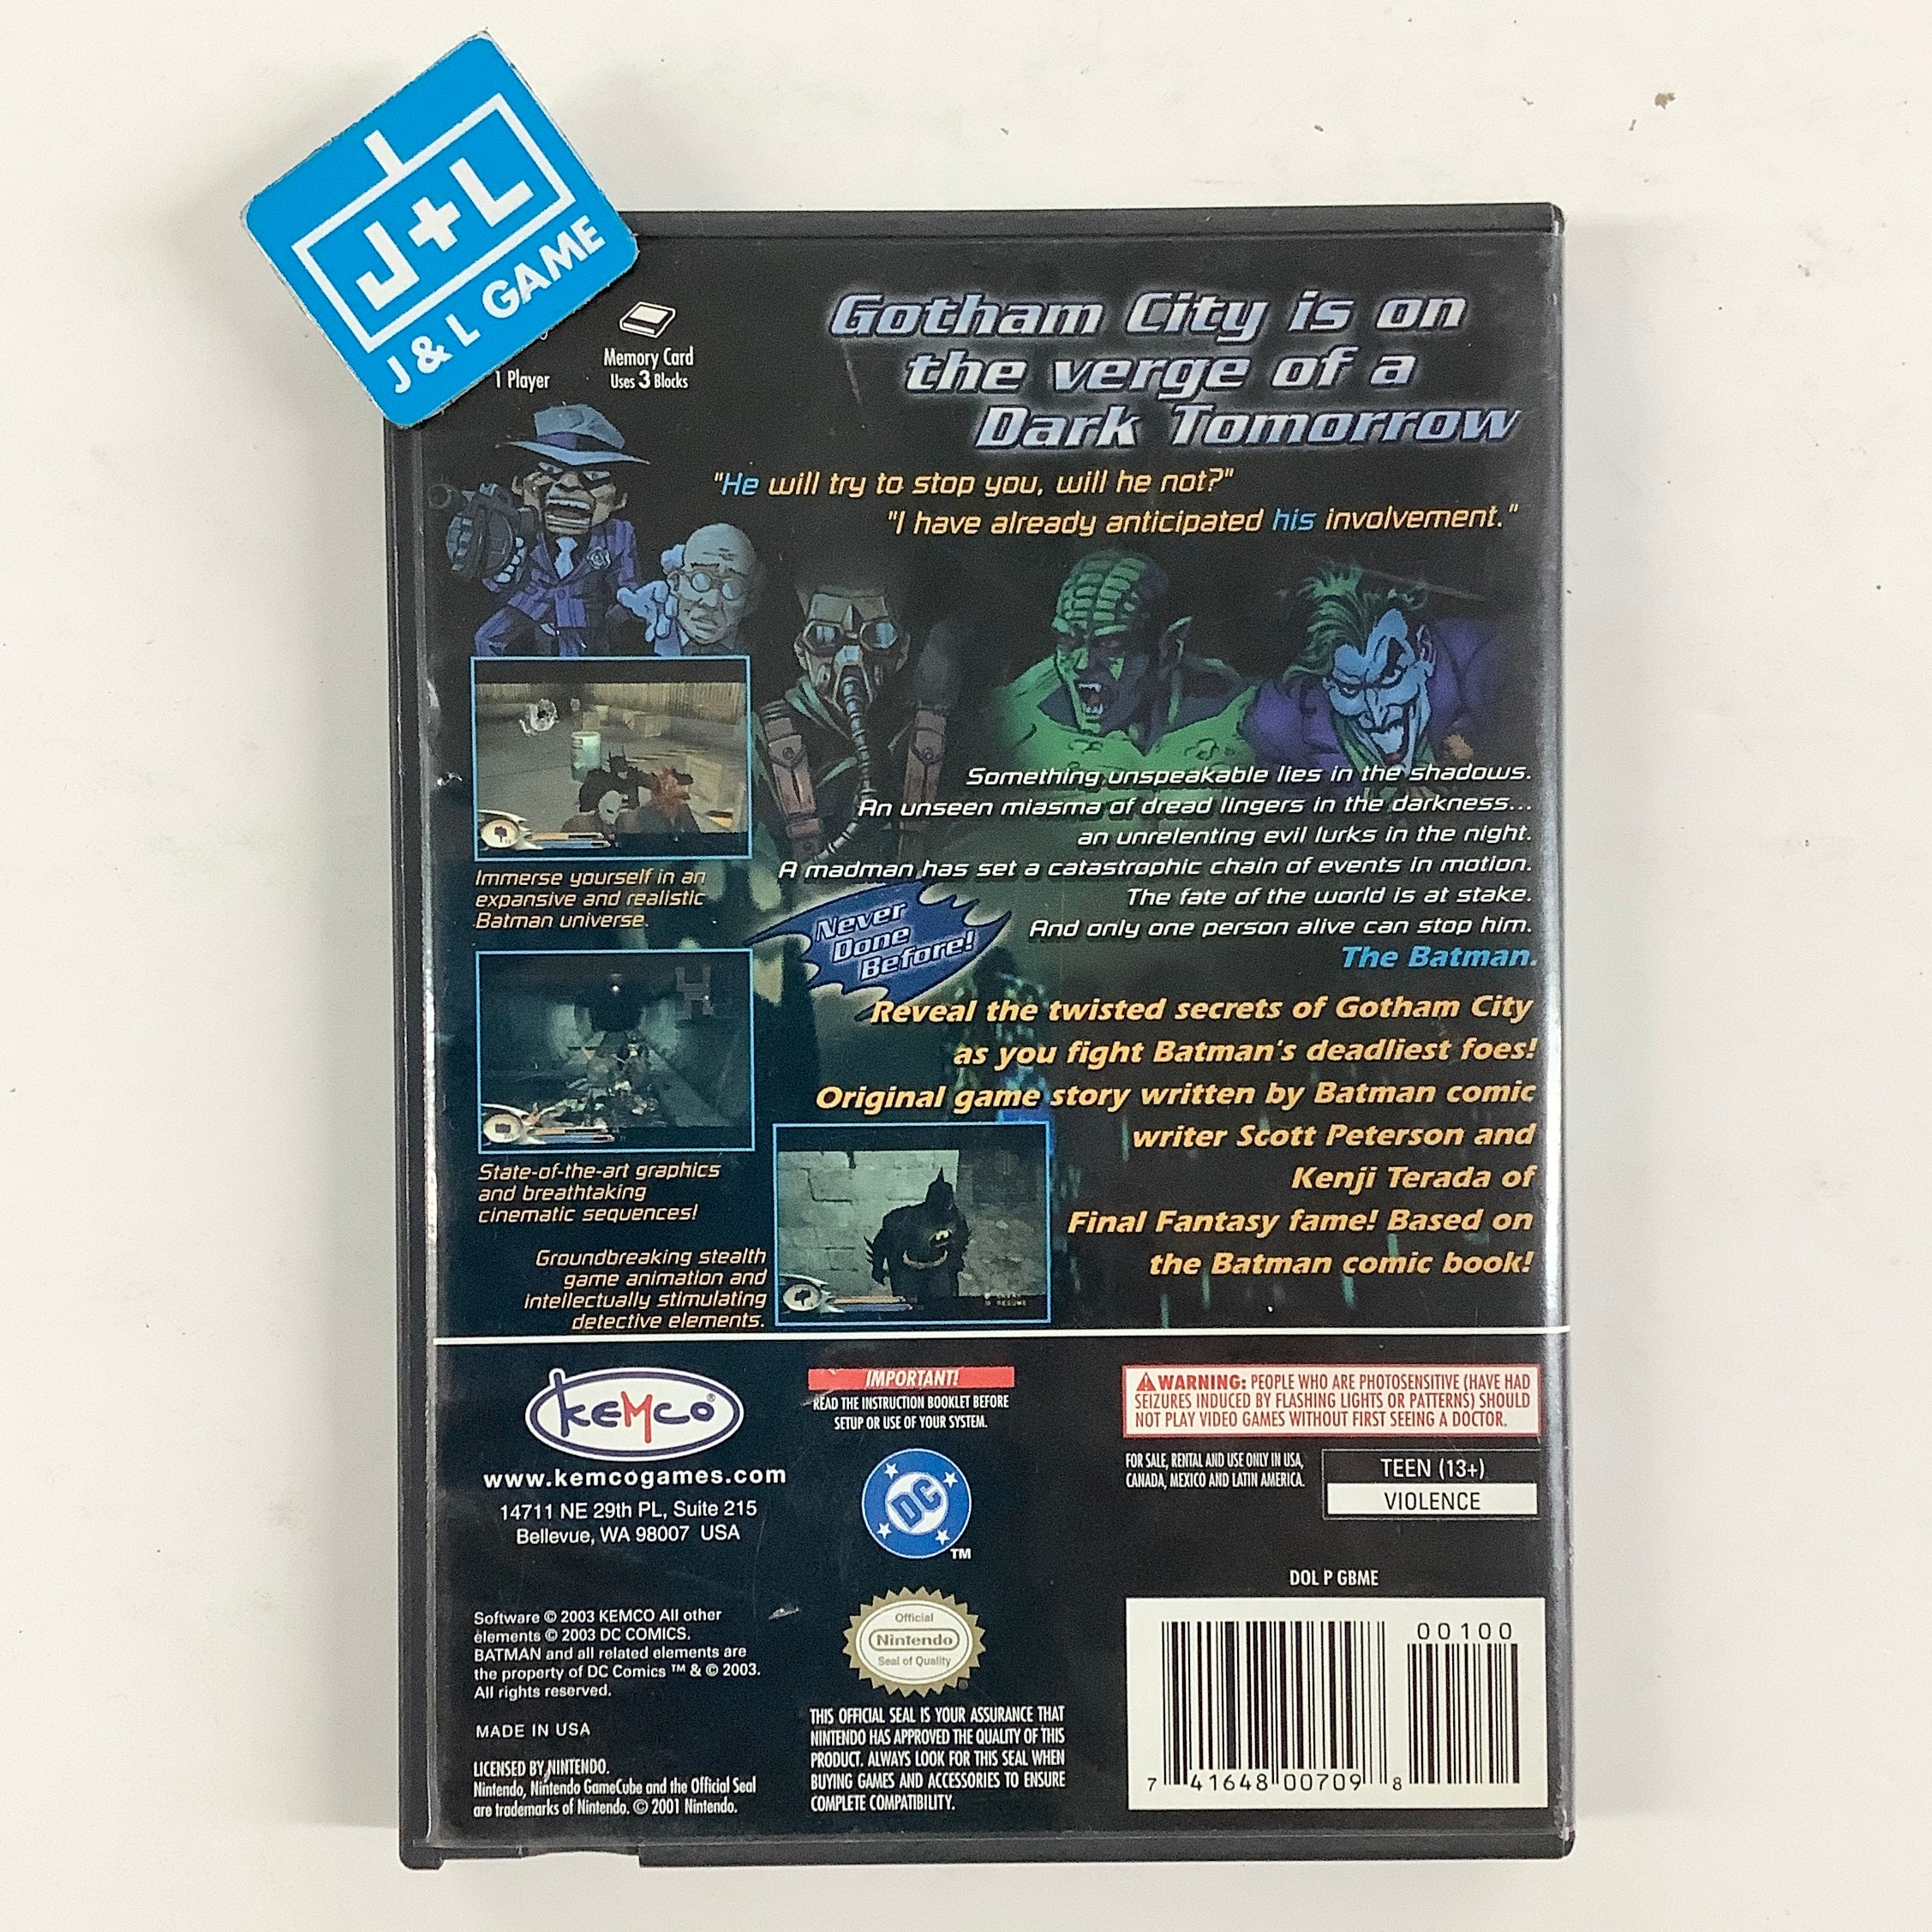 J+L
J & L GAME
1 Player
Memory Card
Uses 3 Blocks
Gotham City is on
the verge of a
Dark Tomorrow
"He will try to stop you, will he not?"
"I have already anticipated his involvement."
Something unspeakable lies in the shadows.
An unseen miasma of dread lingers in the darkness...
an unrelenting evil lurks in the night.
A madman has set a catastrophic chain of events in motion.
The fate of the world is at stake.
And only one person alive can stop him.
The Batman.
Immerse yourself in an
expansive and realistic
Batman universe.
Never
Done
Before!
Reveal the twisted secrets of Gotham City
as you fight Batman's deadliest foes!
Original game story written by Batman comic
writer Scott Peterson and
Kenji Terada of
Final Fantasy fame! Based on
the Batman comic book!
State-of-the-art graphics
and breathtaking
cinematic sequences!
Groundbreaking stealth
game animation and
intellectually stimulating
detective elements.
RESUME
KEMCO®
www.kemcogames.com
14711 NE 29th PL, Suite 215
Bellevue, WA 98007 USA
IMPORTANT!
READ THE INSTRUCTION BOOKLET BEFORE
SETUP OR USE OF YOUR SYSTEM.
DC
TM
WARNING: PEOPLE WHO ARE PHOTOSENSITIVE (HAVE HAD
SEIZURES INDUCED BY FLASHING LIGHTS OR PATTERNS) SHOULD
NOT PLAY VIDEO GAMES WITHOUT FIRST SEEING A DOCTOR.
FOR SALE, RENTAL AND USE ONLY IN USA,
CANADA, MEXICO AND LATIN AMERICA.
TEEN (13+)
VIOLENCE
DOL P GBME
Software © 2003 KEMCO All other
elements © 2003 DC COMICS.
BATMAN and all related elements are
the property of DC Comics ™ & © 2003.
All rights reserved.
MADE IN USA
LICENSED BY NINTENDO.
Nintendo, Nintendo GameCube and the Official Seal
are trademarks of Nintendo. © 2001 Nintendo.
Official
Nintendo
Seal of Quality
THIS OFFICIAL SEAL IS YOUR ASSURANCE THAT
NINTENDO HAS APPROVED THE QUALITY OF THIS
PRODUCT. ALWAYS LOOK FOR THIS SEAL WHEN
BUYING GAMES AND ACCESSORIES TO ENSURE
COMPLETE COMPATIBILITY.
00100
7 41648 00709 8